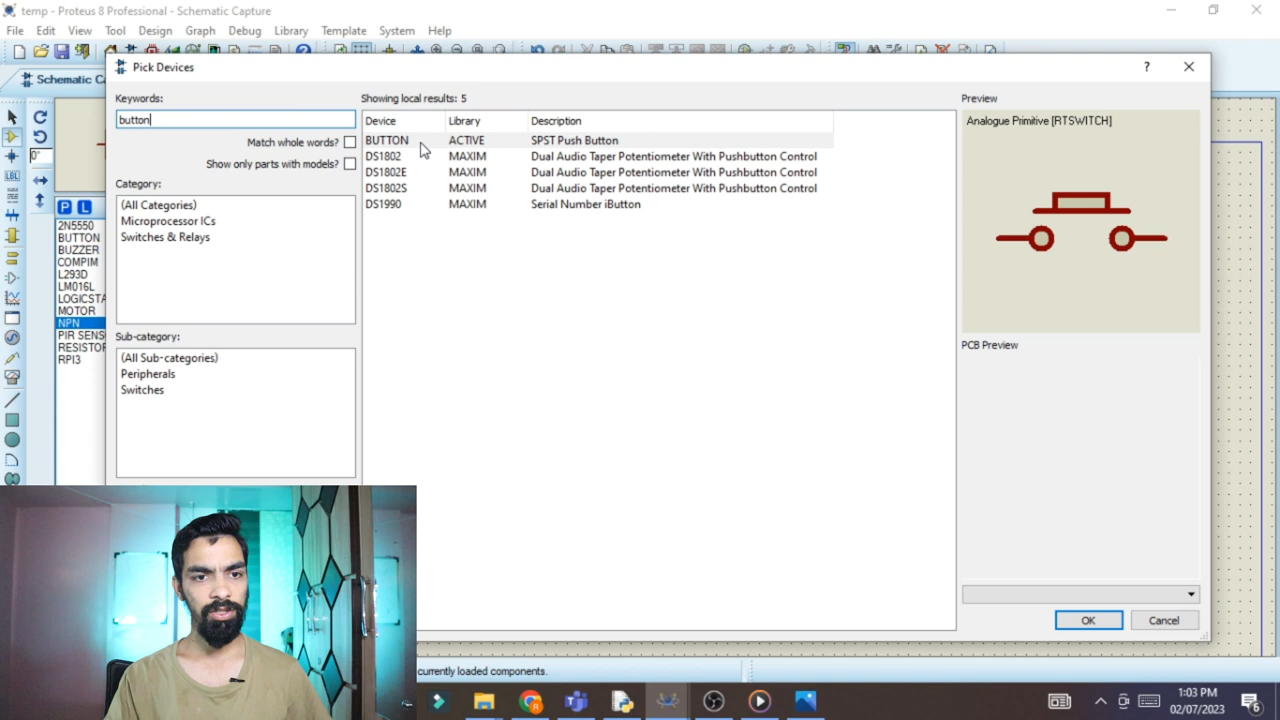 temp - Proteus 8 Professional - Schematic Capture
File Edit View Tool Design Graph Debug Library Template System Help
Schematic Ca
Pick Devices
?
Keywords:
button
Match whole words?
Show only parts with models?
Category:
(All Categories)
Microprocessor ICs
Switches & Relays
Sub-category:
(All Sub-categories)
Peripherals
Switches
Showing local results: 5
Device Library Description
BUTTON ACTIVE SPST Push Button
DS1802 MAXIM Dual Audio Taper Potentiometer With Pushbutton Control
DS1802E MAXIM Dual Audio Taper Potentiometer With Pushbutton Control
DS1802S MAXIM Dual Audio Taper Potentiometer With Pushbutton Control
DS1990 MAXIM Serial Number iButton
Preview
Analogue Primitive [RTSWITCH]
PCB Preview
OK Cancel
0°
LBL
P L
2N5550
BUTTON
BUZZER
COMPIM
L293D
LM016L
LOGICSTA
MOTOR
NPN
PIR SENS
RESISTOR
RPI3
currently loaded components.
1:03 PM
02/07/2023
6